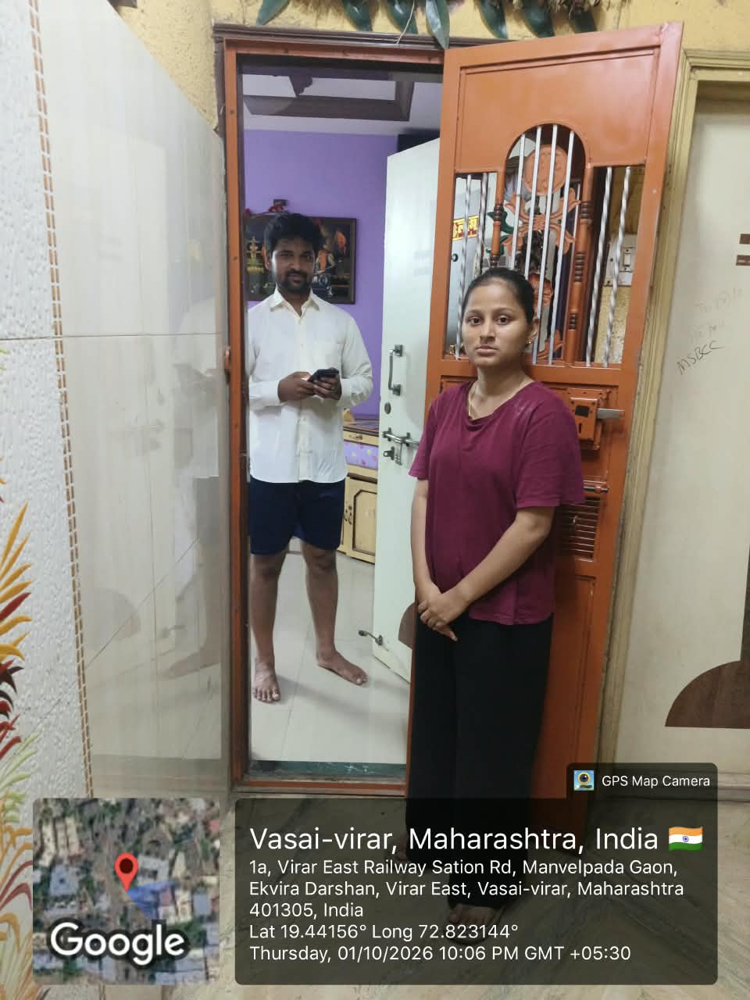 MSBCC
GPS Map Camera
Vasai-virar, Maharashtra, India
1a, Virar East Railway Sation Rd, Manvelpada Gaon,
Ekvira Darshan, Virar East, Vasai-virar, Maharashtra
401305, India
Lat 19.44156° Long 72.823144°
Thursday, 01/10/2026 10:06 PM GMT +05:30
Google